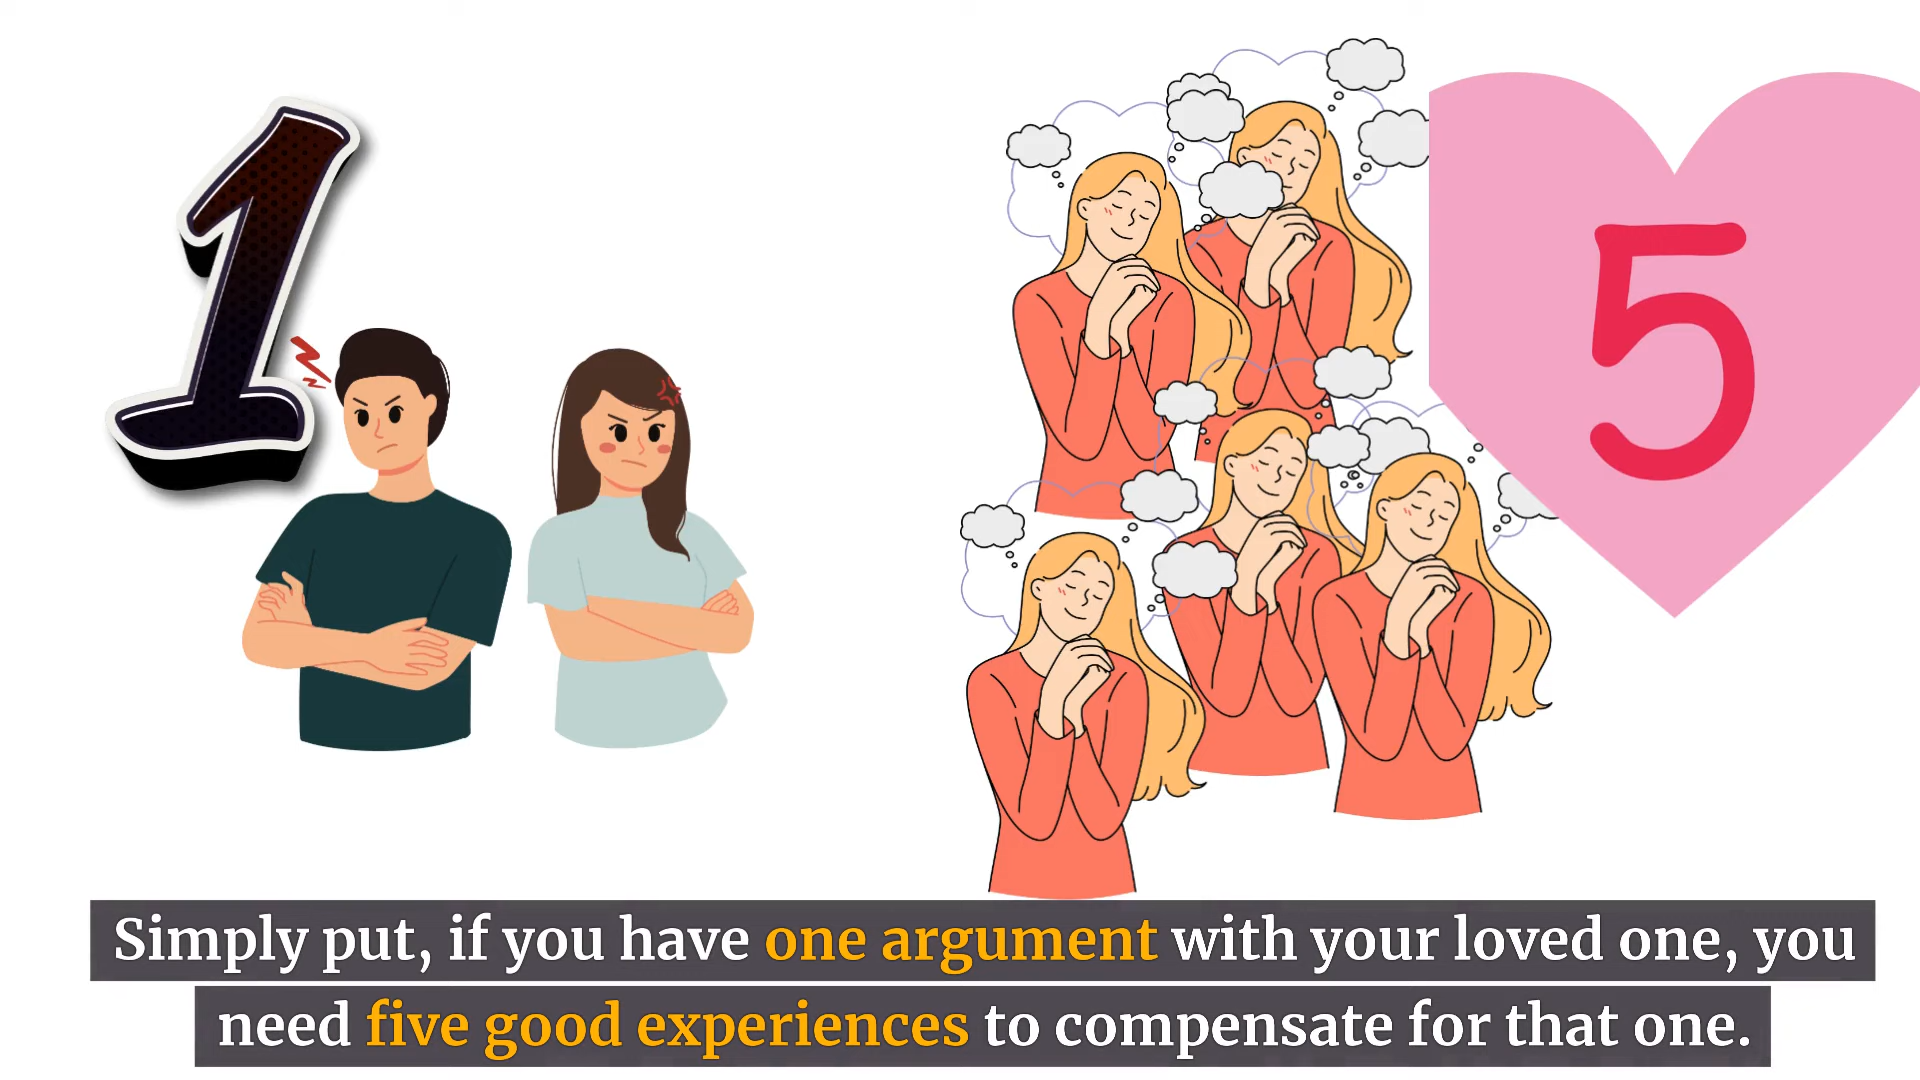 1
5
Simply put, if you have one argument with your loved one, you
need five good experiences to compensate for that one.